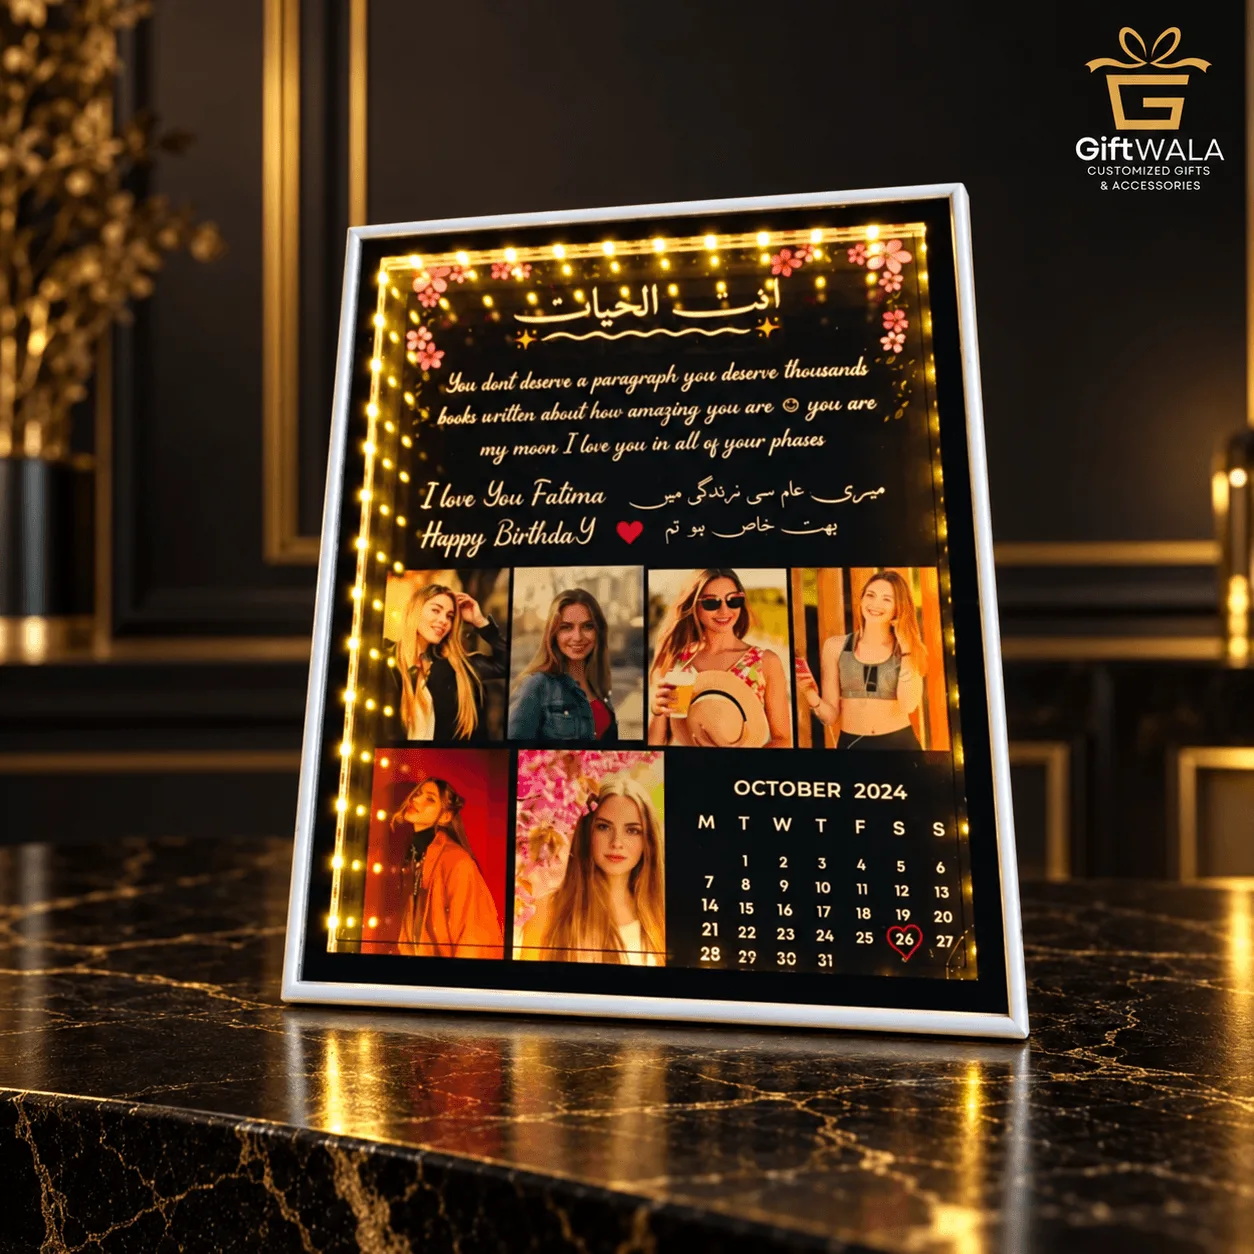 GiftWALA
CUSTOMIZED GIFTS
& ACCESSORIES
انت الحيات
You dont deserve a paragraph you deserve thousands
books written about how amazing you are 😊 you are
my moon I love you in all of your phases
I love You Fatima
Happy BirthdaY ❤
میری عام سی زندگی میں
بهت خاص ہو تم
OCTOBER 2024
M T W T F S S
1 2 3 4 5 6
7 8 9 10 11 12 13
14 15 16 17 18 19 20
21 22 23 24 25 26 27
28 29 30 31